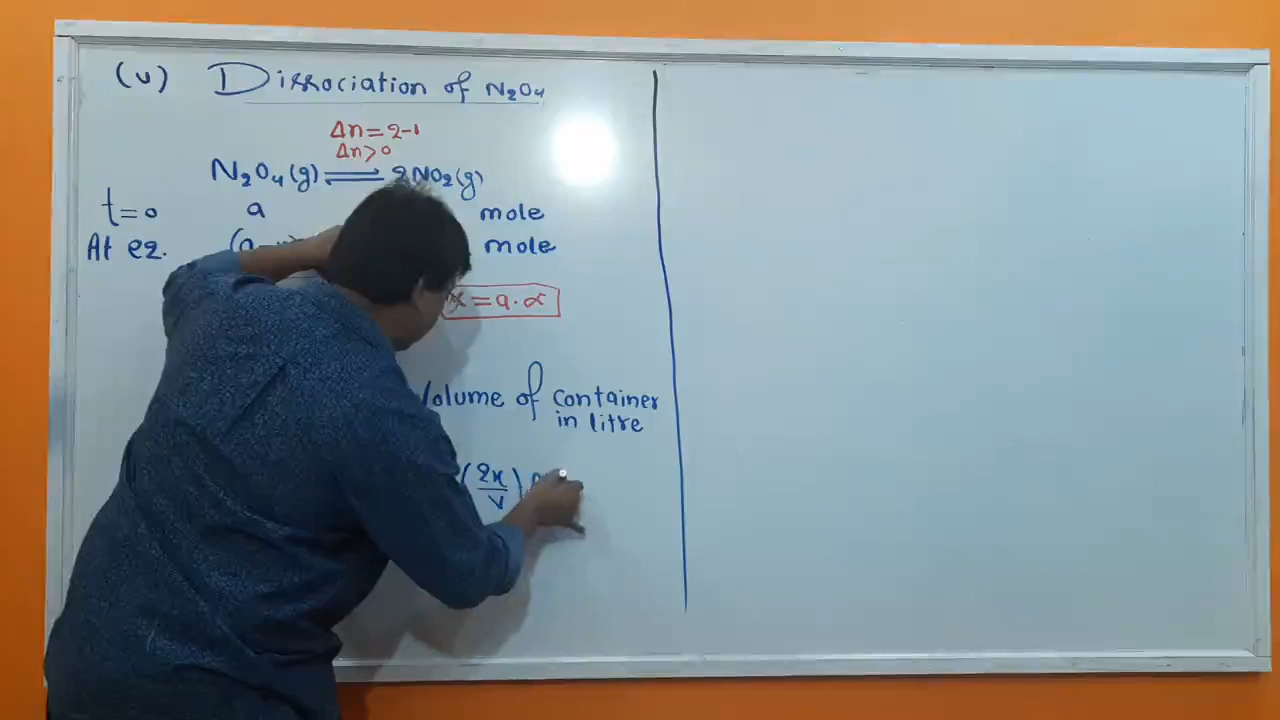 (v) Dissociation of N₂O₄
Δn = 2-1
Δn > 0
N₂O₄(g) ⇌ 2NO₂(g)
t=0 a mole
At eq. (a-x) mole
x = a.α
Volume of container
in litre
(2x/V)